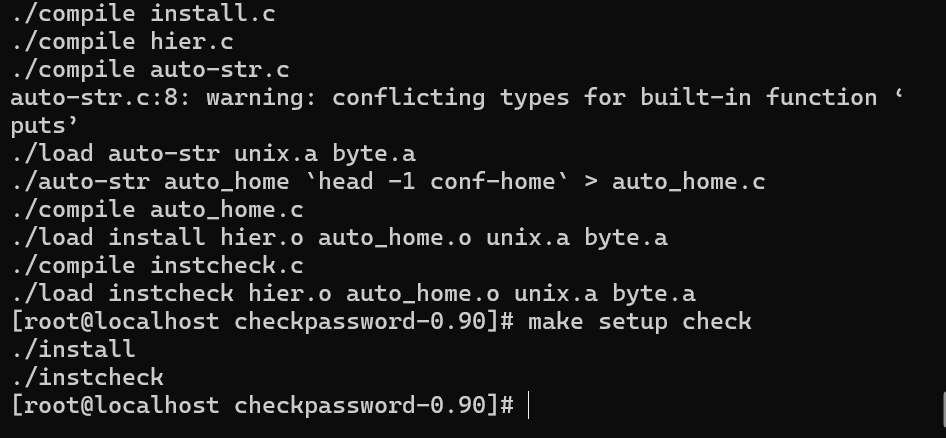 ./compile install.c
./compile hier.c
./compile auto-str.c
auto-str.c:8: warning: conflicting types for built-in function ‘
puts’
./load auto-str unix.a byte.a
./auto-str auto_home `head -1 conf-home` > auto_home.c
./compile auto_home.c
./load install hier.o auto_home.o unix.a byte.a
./compile instcheck.c
./load instcheck hier.o auto_home.o unix.a byte.a
[root@localhost checkpassword-0.90]# make setup check
./install
./instcheck
[root@localhost checkpassword-0.90]#